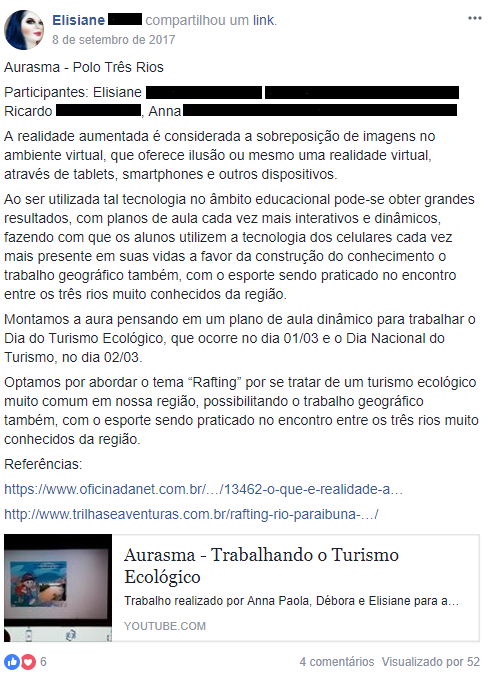 Elisiane compartilhou um link.
8 de setembro de 2017
Aurasma - Polo Três Rios
Participantes: Elisiane
Ricardo , Anna
A realidade aumentada é considerada a sobreposição de imagens no
ambiente virtual, que oferece ilusão ou mesmo uma realidade virtual,
através de tablets, smartphones e outros dispositivos.
Ao ser utilizada tal tecnologia no âmbito educacional pode-se obter grandes
resultados, com planos de aula cada vez mais interativos e dinâmicos,
fazendo com que os alunos utilizem a tecnologia dos celulares cada vez
mais presente em suas vidas a favor da construção do conhecimento o
trabalho geográfico também, com o esporte sendo praticado no encontro
entre os três rios muito conhecidos da região.
Montamos a aura pensando em um plano de aula dinâmico para trabalhar o
Dia do Turismo Ecológico, que ocorre no dia 01/03 e o Dia Nacional do
Turismo, no dia 02/03.
Optamos por abordar o tema “Rafting” por se tratar de um turismo ecológico
muito comum em nossa região, possibilitando o trabalho geográfico
também, com o esporte sendo praticado no encontro entre os três rios muito
conhecidos da região.
Referências:
https://www.oficinadanet.com.br/…/13462-o-que-e-realidade-a…
http://www.trilhaseaventuras.com.br/rafting-rio-paraibuna-…/
Aurasma - Trabalhando o Turismo
Ecológico
Trabalho realizado por Anna Paola, Débora e Elisiane para a…
YOUTUBE.COM
6
4 comentários Visualizado por 52